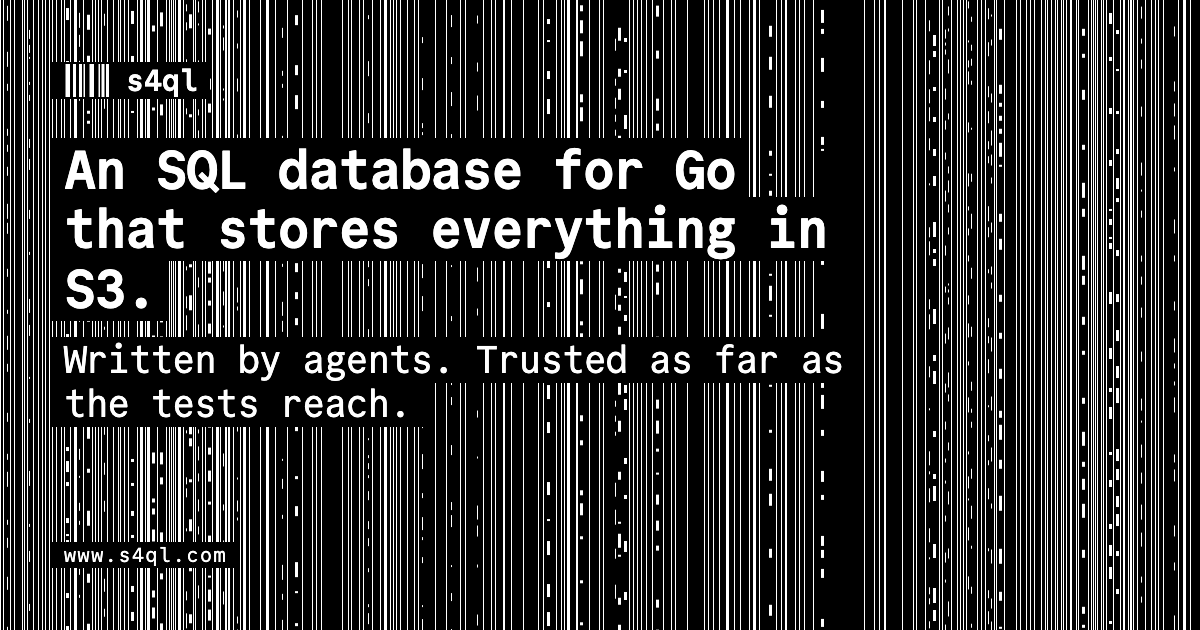 s4ql
An SQL database for Go
that stores everything in
S3.
Written by agents. Trusted as far as
the tests reach.
www.s4ql.com